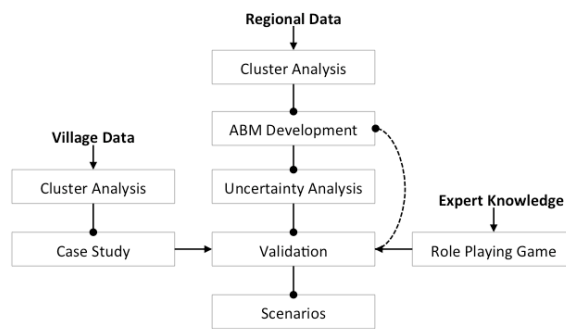 Regional Data
Cluster Analysis
ABM Development
Village Data
Cluster Analysis
Uncertainty Analysis
Expert Knowledge
Case Study
Validation
Role Playing Game
Scenarios